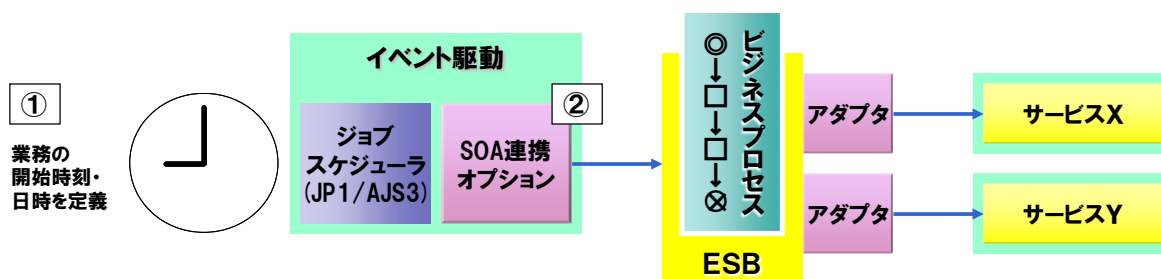 ①
業務の
開始時刻・
日時を定義
イベント駆動
ジョブ
スケジューラ
(JP1/AJS3)
SOA連携
オプション
②
ビジネスプロセス
ESB
アダプタ
サービスX
アダプタ
サービスY